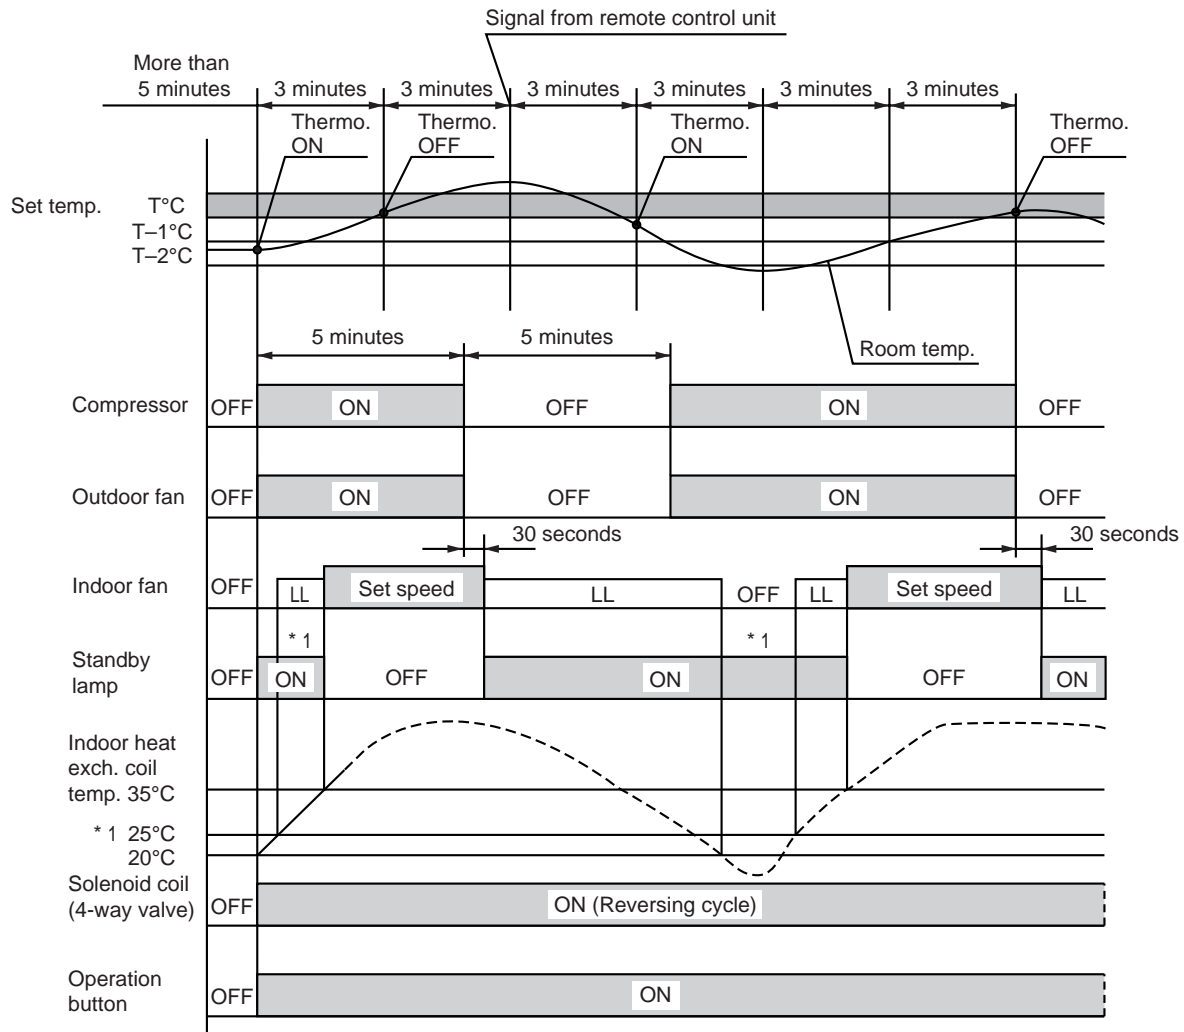 Signal from remote control unit
More than
5 minutes
3 minutes
3 minutes
3 minutes
3 minutes
3 minutes
3 minutes
Thermo.
ON
Thermo.
OFF
Thermo.
ON
Thermo.
OFF
Set temp.
T°C
T–1°C
T–2°C
Room temp.
5 minutes
5 minutes
Compressor
OFF
ON
OFF
ON
OFF
Outdoor fan
OFF
ON
OFF
ON
OFF
30 seconds
30 seconds
Indoor fan
OFF
LL
Set speed
LL
OFF
LL
Set speed
LL
* 1
* 1
Standby
lamp
OFF
ON
OFF
ON
OFF
ON
Indoor heat
exch. coil
temp. 35°C
* 1 25°C
20°C
Solenoid coil
(4-way valve)
OFF
ON (Reversing cycle)
Operation
button
OFF
ON